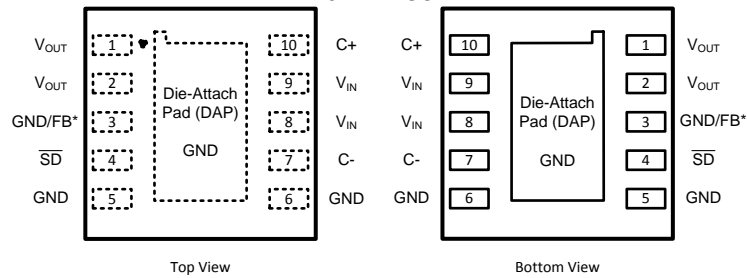 VOUT 1 10 C+ C+ 10 1 VOUT
VOUT 2 9 VIN VIN 9 2 VOUT
Die-Attach Die-Attach
Pad (DAP) Pad (DAP)
GND/FB* 3 8 VIN VIN 8 3 GND/FB*
GND GND
SD 4 7 C- C- 7 4 SD
GND 5 6 GND GND 6 5 GND
Top View Bottom View